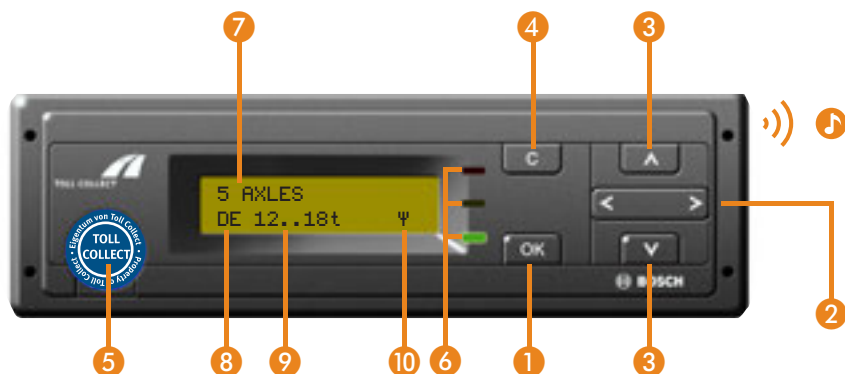 7
4
3
C
∧
TOLL COLLECT
5 AXLES
DE 12..18t Ψ
< >
Eigentum von Toll Collect • Property of Toll Collect •
TOLL
COLLECT
OK
∨
BOSCH
2
5
8
9
10
6
1
3